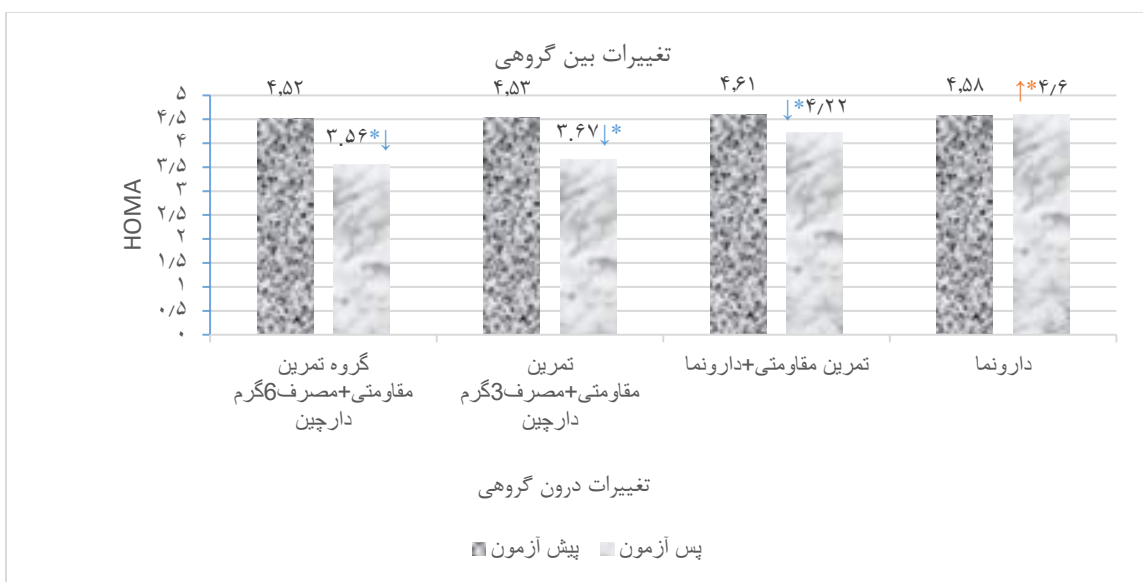 تغییرات بین گروهی
۴,۵۲
۳.۵۶*↓
۴,۵۳
۳.۶۷↓*
۴,۶۱
↓*۴/۲۲
۴,۵۸
↑*۴/۶
HOMA
۵
۴/۵
۴
۳/۵
۳
۲/۵
۲
۱/۵
۱
۰/۵
۰
گروه تمرین
مقاومتی+مصرف6گرم
دارچین
تمرین
مقاومتی+مصرف3گرم
دارچین
تمرین مقاومتی+دارونما
دارونما
تغییرات درون گروهی
پیش آزمون
پس آزمون